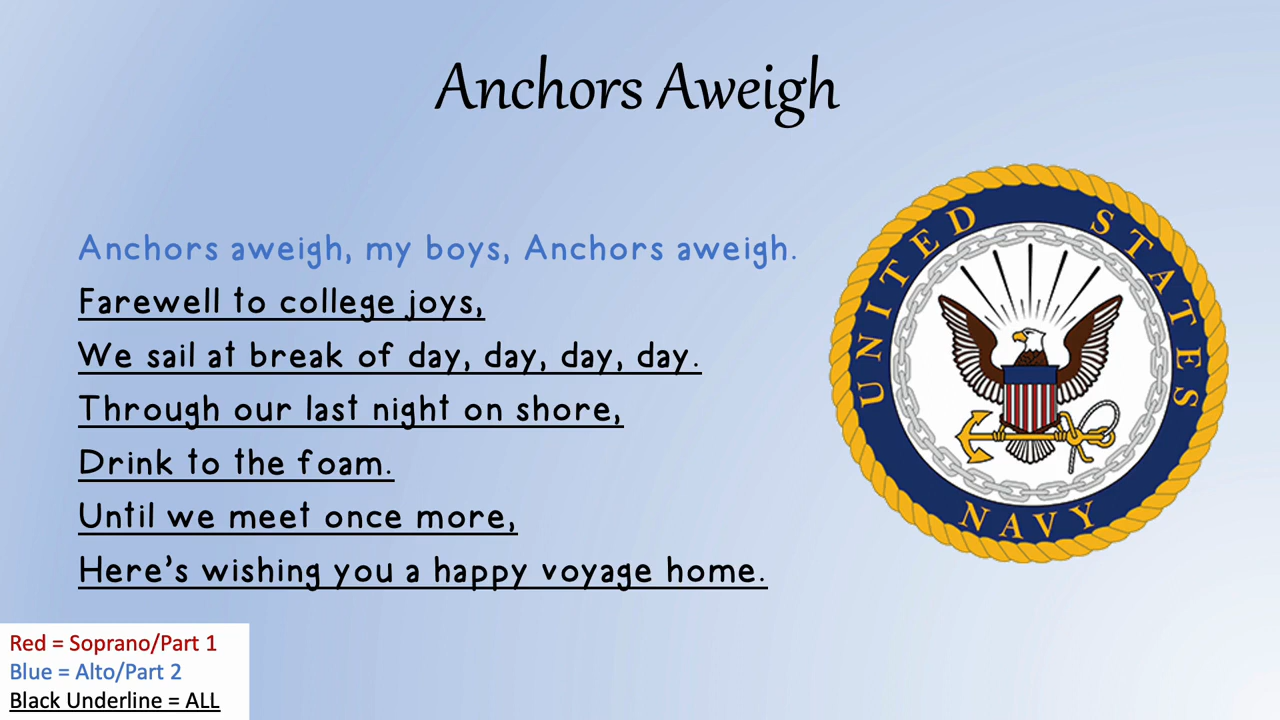 Anchors Aweigh
Anchors aweigh, my boys, Anchors aweigh.
Farewell to college joys,
We sail at break of day, day, day, day.
Through our last night on shore,
Drink to the foam.
Until we meet once more,
Here's wishing you a happy voyage home.
UNITED STATES
NAVY
Red = Soprano/Part 1
Blue = Alto/Part 2
Black Underline = ALL